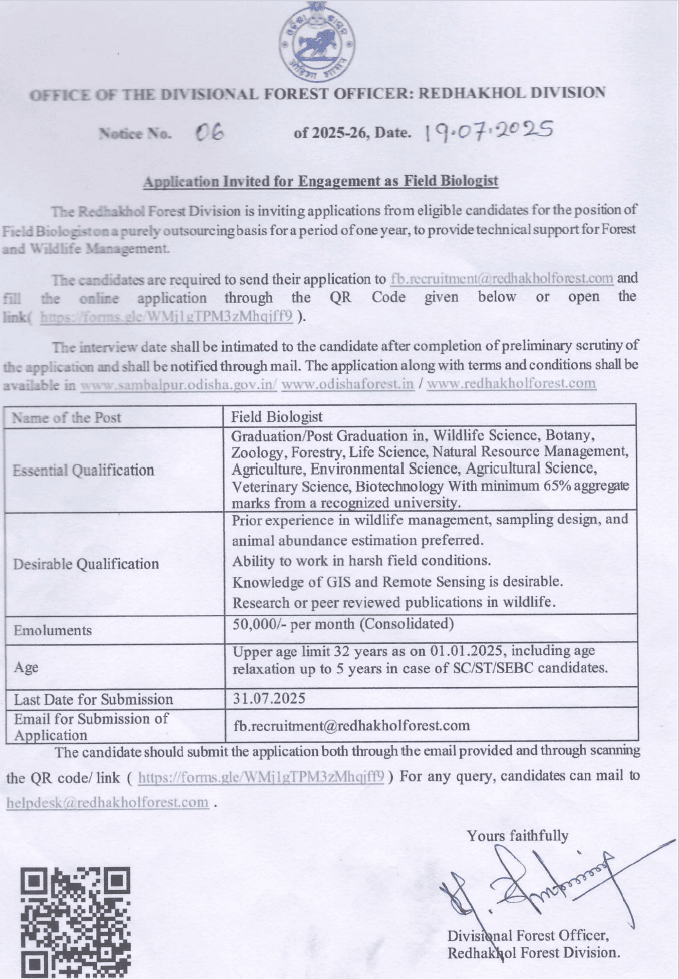 OFFICE OF THE DIVISIONAL FOREST OFFICER: REDHAKHOL DIVISION
Notice No. 06 of 2025-26, Date. 19.07.2025
Application Invited for Engagement as Field Biologist
The Redhakhol Forest Division is inviting applications from eligible candidates for the position of
Field Biologist on a purely outsourcing basis for a period of one year, to provide technical support for Forest
and Wildlife Management.
The candidates are required to send their application to fb.recruitment@redhakholforest.com and
fill the online application through the QR Code given below or open the
link( https://forms.gle/WMj1gTPM3zMhqjff9 ).
The interview date shall be intimated to the candidate after completion of preliminary scrutiny of
the application and shall be notified through mail. The application along with terms and conditions shall be
available in www.sambalpur.odisha.gov.in/ www.odishaforest.in / www.redhakholforest.com
Name of the Post Field Biologist
Essential Qualification
Graduation/Post Graduation in, Wildlife Science, Botany,
Zoology, Forestry, Life Science, Natural Resource Management,
Agriculture, Environmental Science, Agricultural Science,
Veterinary Science, Biotechnology With minimum 65% aggregate
marks from a recognized university.
Desirable Qualification
Prior experience in wildlife management, sampling design, and
animal abundance estimation preferred.
Ability to work in harsh field conditions.
Knowledge of GIS and Remote Sensing is desirable.
Research or peer reviewed publications in wildlife.
Emoluments 50,000/- per month (Consolidated)
Age
Upper age limit 32 years as on 01.01.2025, including age
relaxation up to 5 years in case of SC/ST/SEBC candidates.
Last Date for Submission 31.07.2025
Email for Submission of
Application
fb.recruitment@redhakholforest.com
The candidate should submit the application both through the email provided and through scanning
the QR code/ link ( https://forms.gle/WMj1gTPM3zMhqjff9 ) For any query, candidates can mail to
helpdesk@redhakholforest.com .
Yours faithfully
Divisional Forest Officer,
Redhakhol Forest Division.